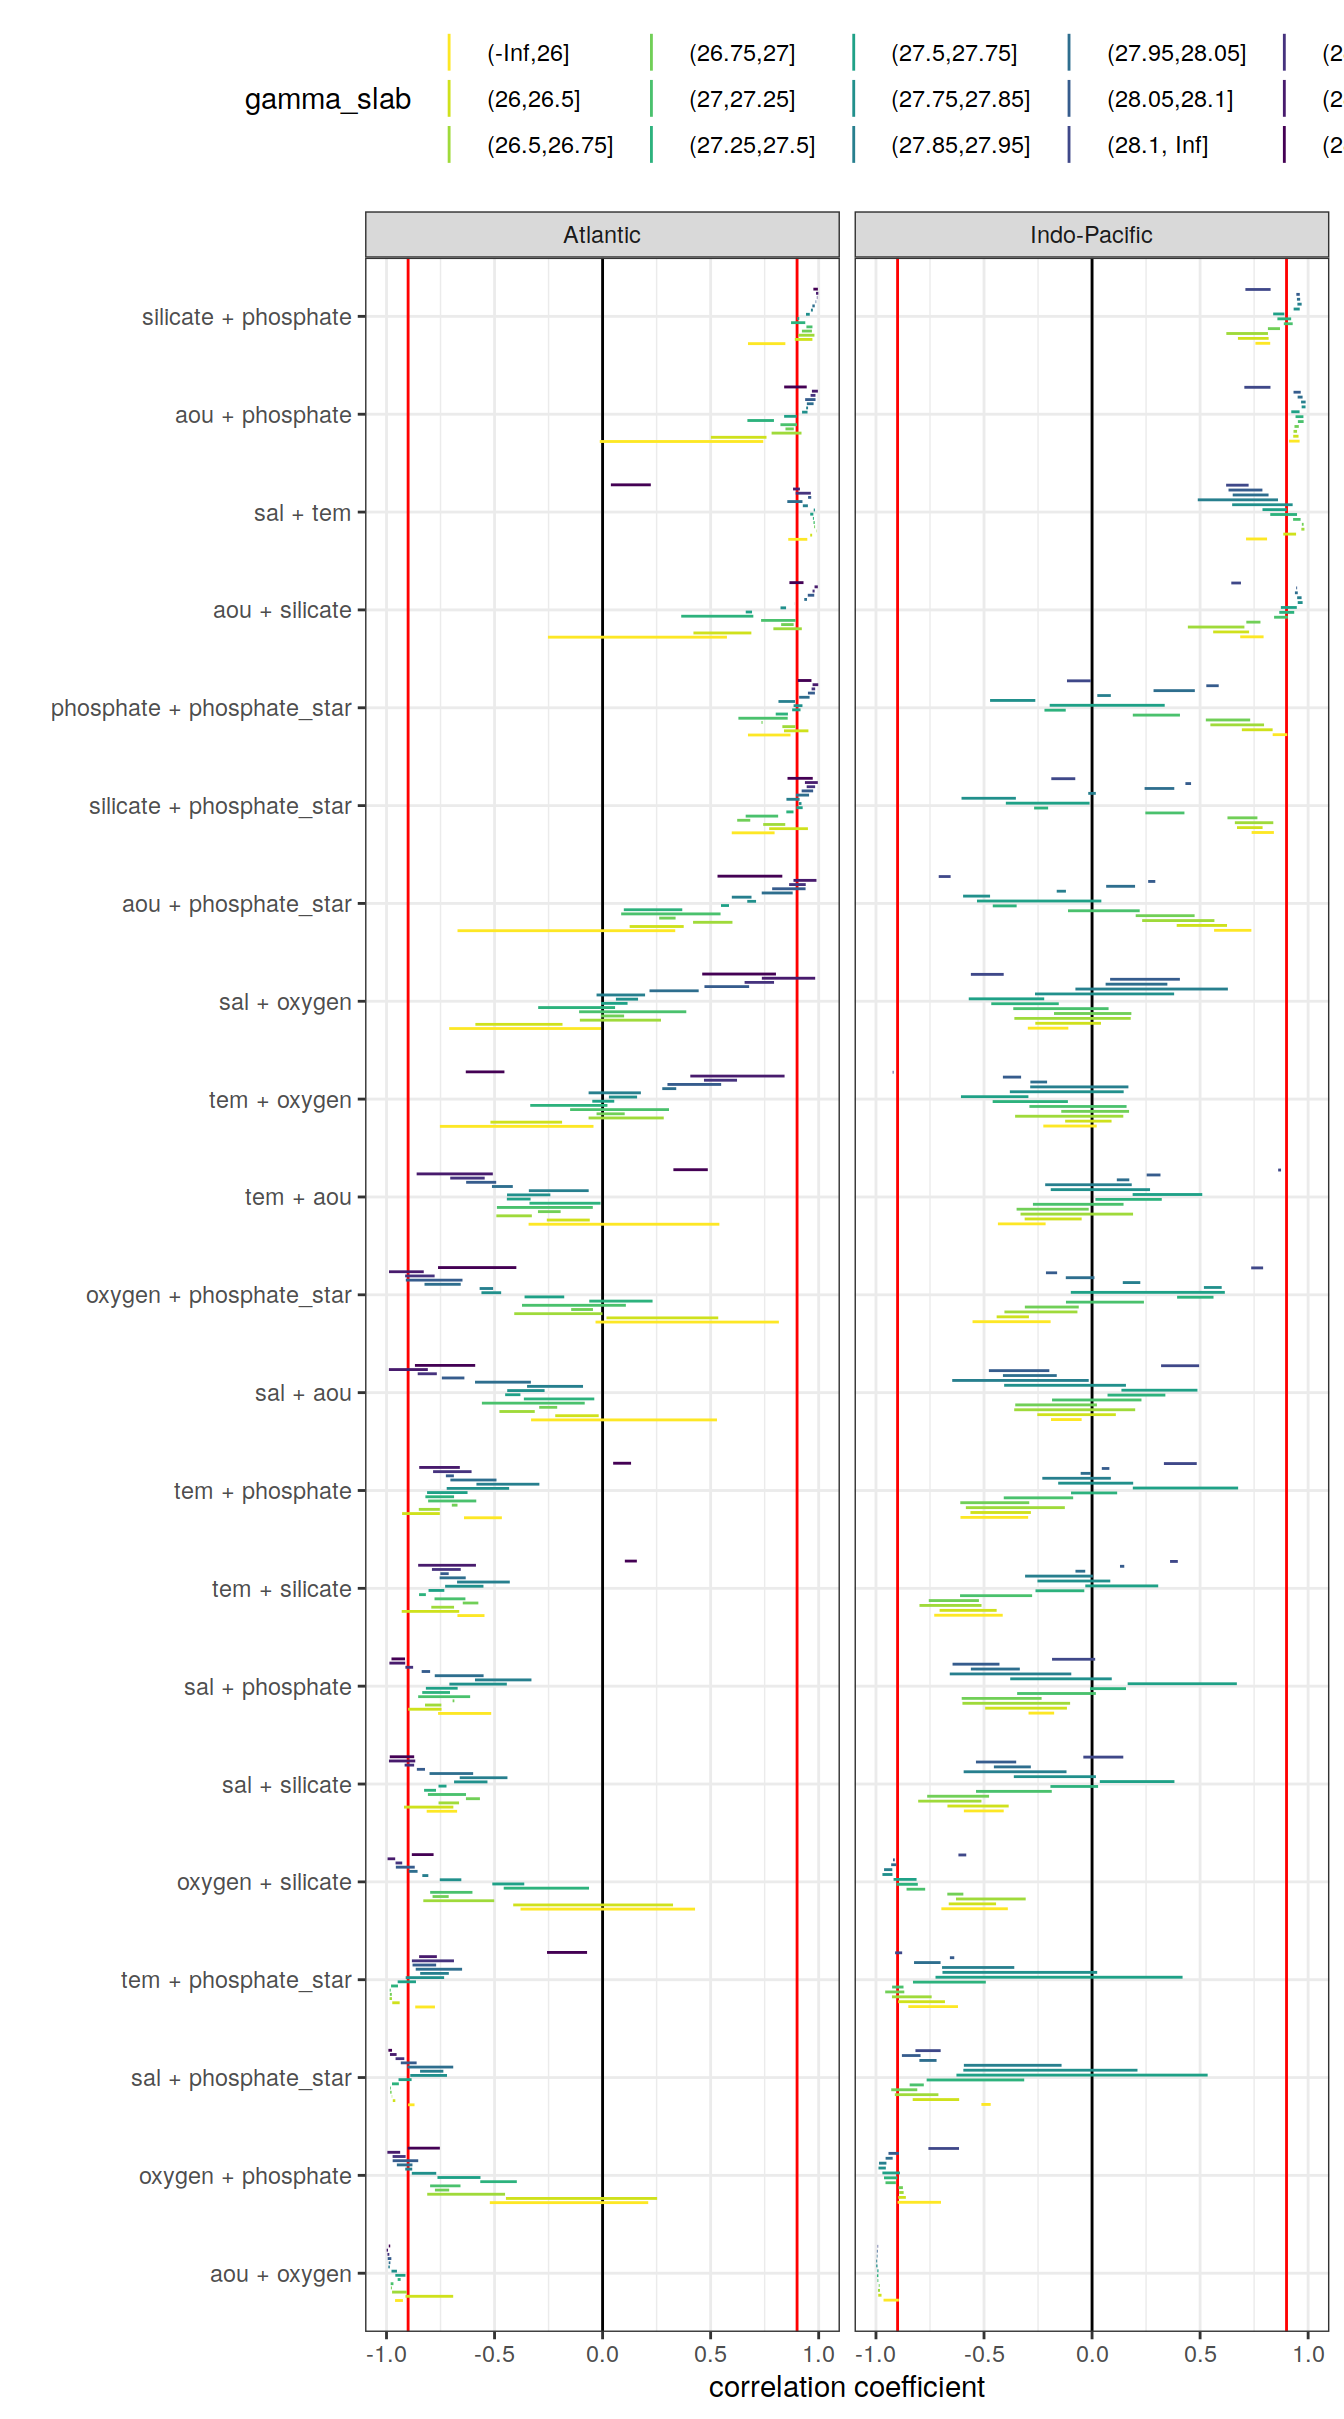 (-Inf,26] (26.75,27] (27.5,27.75] (27.95,28.05] (2
gamma_slab (26,26.5] (27,27.25] (27.75,27.85] (28.05,28.1] (2
(26.5,26.75] (27.25,27.5] (27.85,27.95] (28.1, Inf] (2
Atlantic Indo-Pacific
silicate + phosphate
aou + phosphate
sal + tem
aou + silicate
phosphate + phosphate_star
silicate + phosphate_star
aou + phosphate_star
sal + oxygen
tem + oxygen
tem + aou
oxygen + phosphate_star
sal + aou
tem + phosphate
tem + silicate
sal + phosphate
sal + silicate
oxygen + silicate
tem + phosphate_star
sal + phosphate_star
oxygen + phosphate
aou + oxygen
-1.0 -0.5 0.0 0.5 1.0 -1.0 -0.5 0.0 0.5 1.0
correlation coefficient